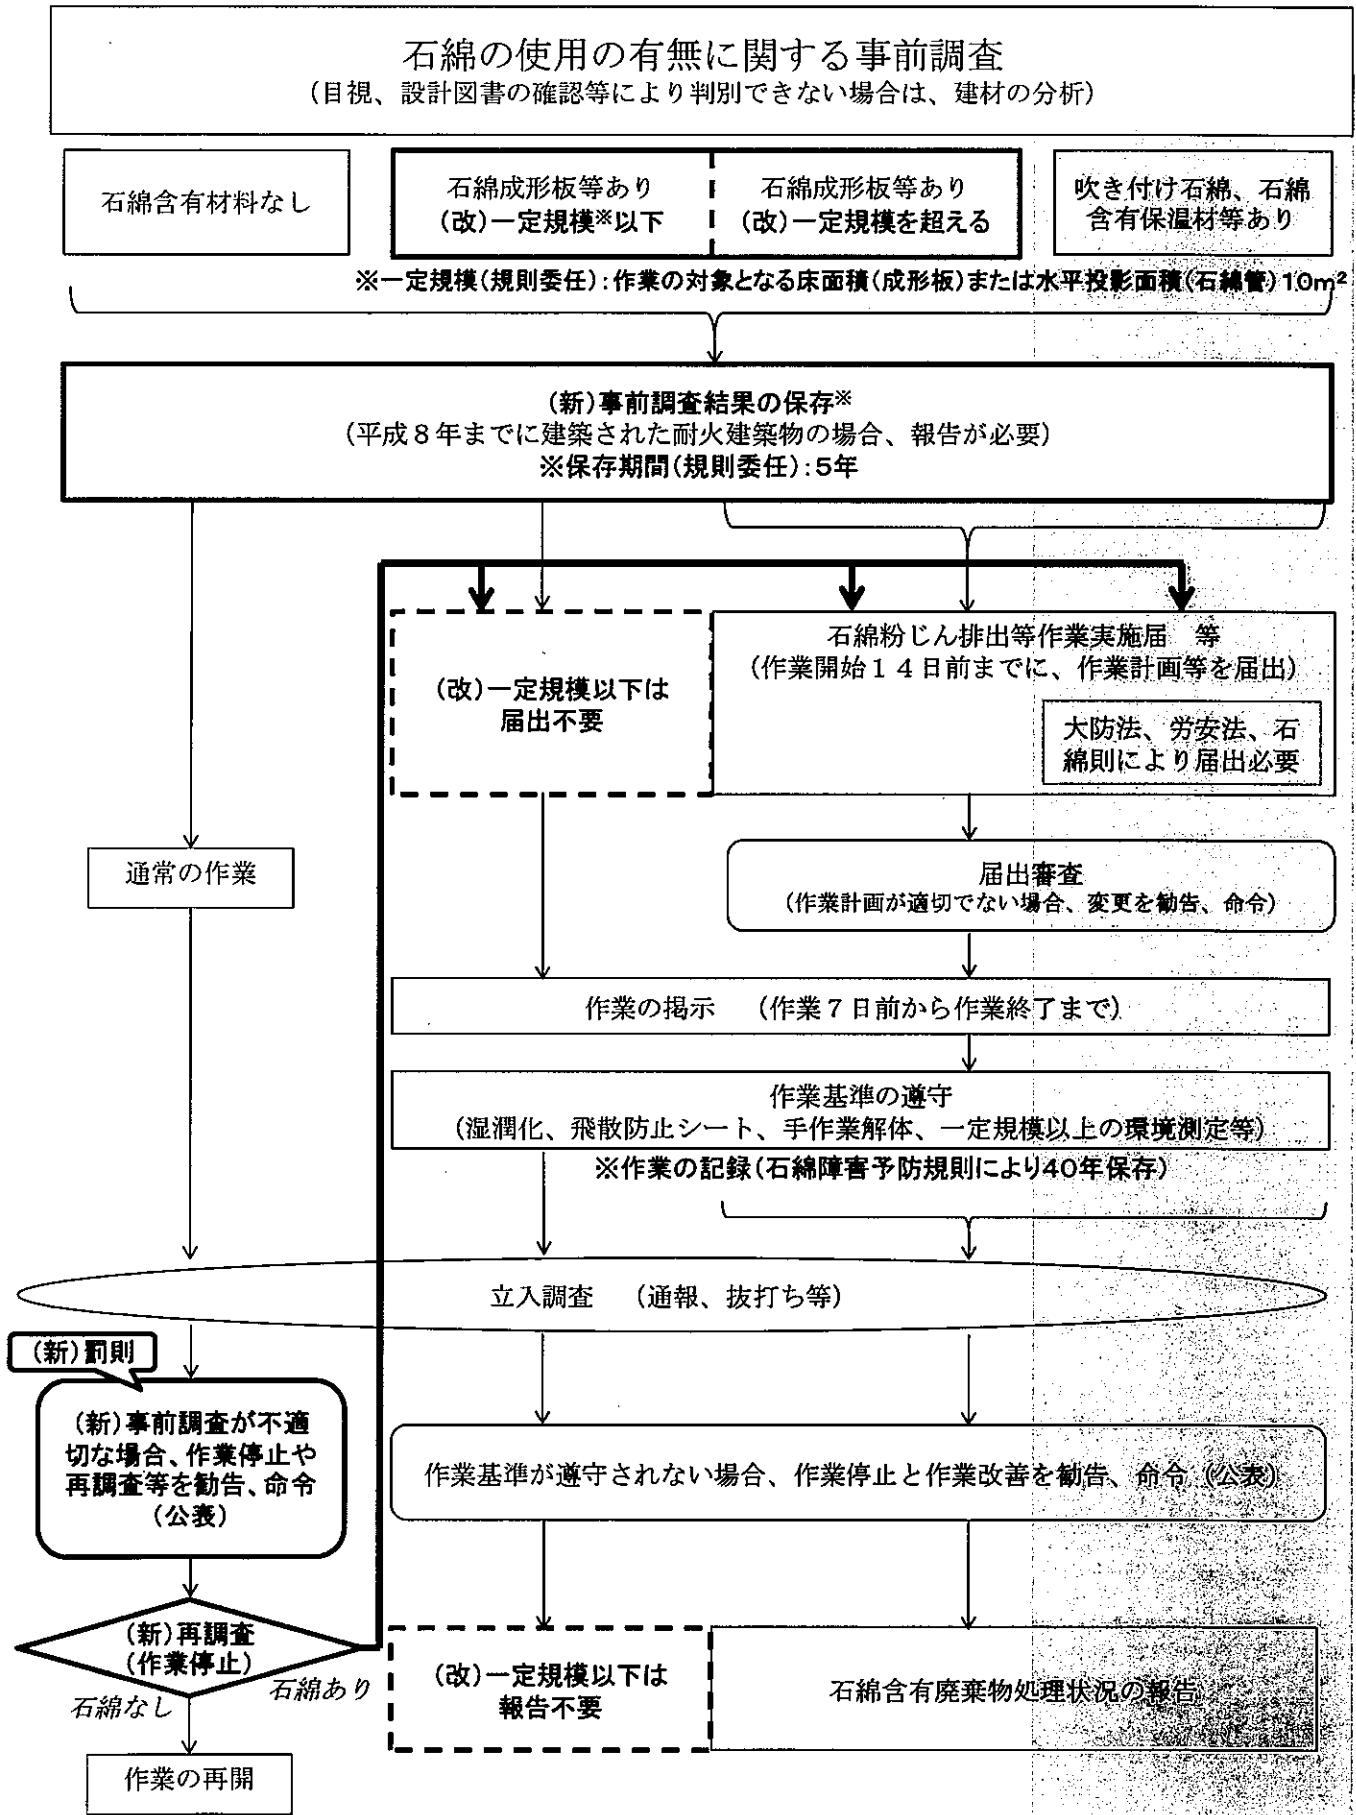 石綿の使用の有無に関する事前調査
(目視、設計図書の確認等により判別できない場合は、建材の分析)
石綿含有材料なし
石綿成形板等あり
(改)一定規模※以下
石綿成形板等あり
(改)一定規模を超える
吹き付け石綿、石綿
含有保温材等あり
※一定規模(規則委任):作業の対象となる床面積(成形板)または水平投影面積(石綿管)10m²
(新)事前調査結果の保存※
(平成8年までに建築された耐火建築物の場合、報告が必要)
※保存期間(規則委任):5年
(改)一定規模以下は
届出不要
石綿粉じん排出等作業実施届 等
(作業開始14日前までに、作業計画等を届出)
大防法、労安法、石
綿則により届出必要
通常の作業
届出審査
(作業計画が適切でない場合、変更を勧告、命令)
作業の掲示 (作業7日前から作業終了まで)
作業基準の遵守
(湿潤化、飛散防止シート、手作業解体、一定規模以上の環境測定等)
※作業の記録(石綿障害予防規則により40年保存)
立入調査 (通報、抜打ち等)
(新)罰則
(新)事前調査が不適
切な場合、作業停止や
再調査等を勧告、命令
(公表)
作業基準が遵守されない場合、作業停止と作業改善を勧告、命令(公表)
(新)再調査
(作業停止)
石綿あり
石綿なし
(改)一定規模以下は
報告不要
石綿含有廃棄物処理状況の報告
作業の再開